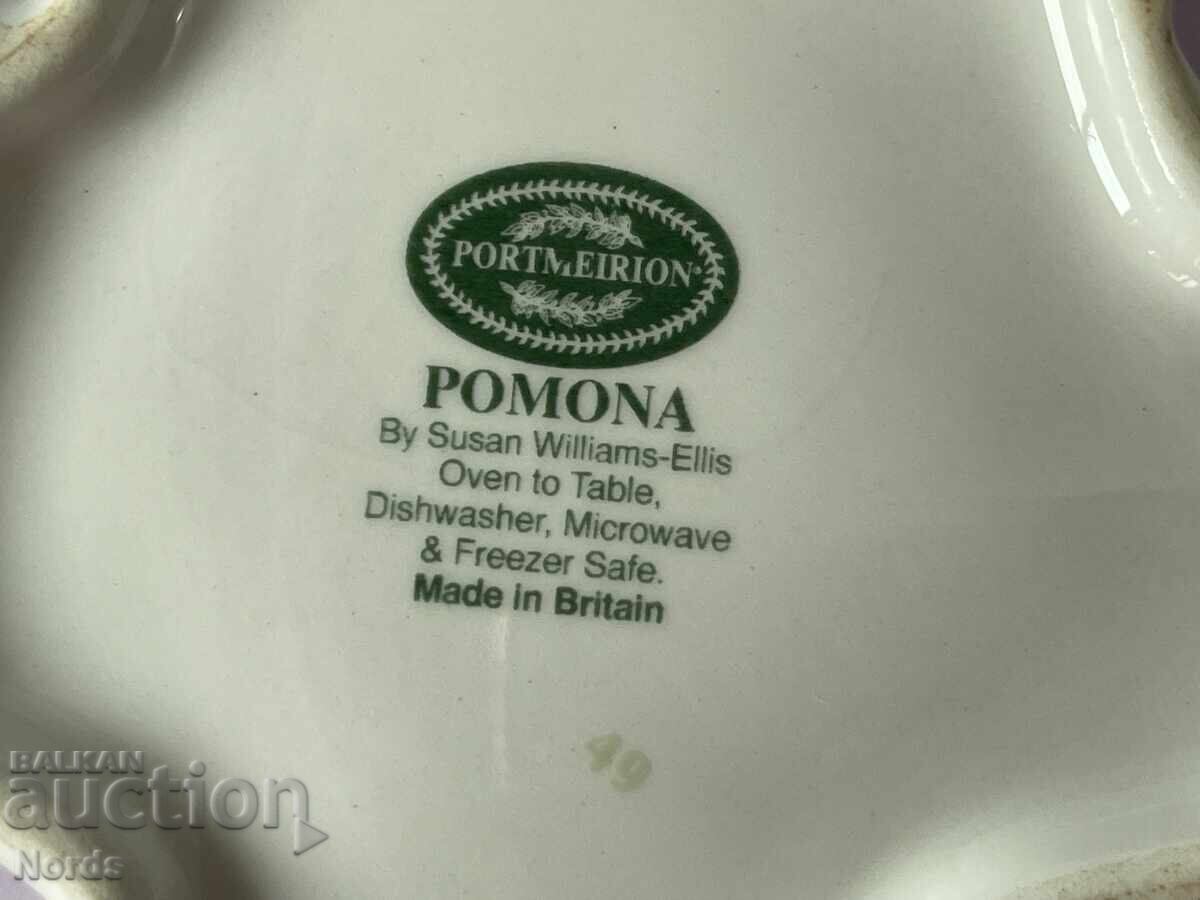 PORTMEIRION®
POMONA
By Susan Williams-Ellis
Oven to Table,
Dishwasher, Microwave
& Freezer Safe.
Made in Britain
49
BALKAN
auction
Nords